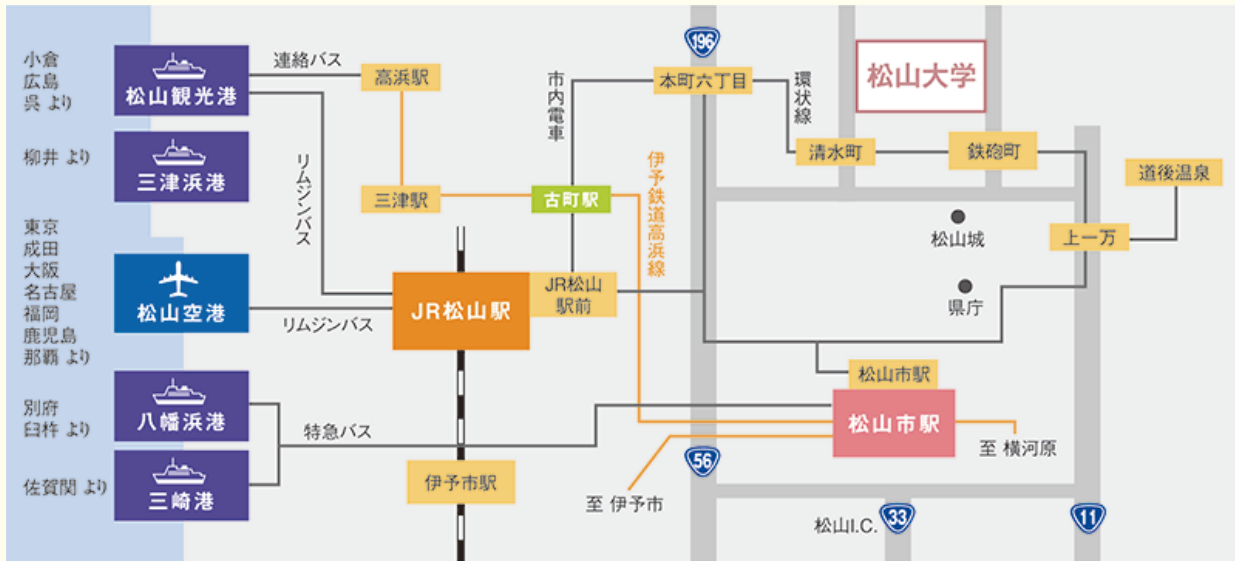 小倉
広島
呉 より
松山観光港
連絡バス
高浜駅
市内電車
196
本町六丁目
環状線
松山大学
柳井 より
三津浜港
リムジンバス
三津駅
古町駅
伊予鉄道高浜線
清水町
鉄砲町
道後温泉
東京
成田
大阪
名古屋
福岡
鹿児島
那覇 より
松山空港
リムジンバス
JR松山駅
JR松山
駅前
松山城
上一万
県庁
別府
臼杵 より
八幡浜港
特急バス
松山市駅
松山市駅
至 横河原
佐賀関 より
三崎港
伊予市駅
至 伊予市
56
松山I.C.
33
11